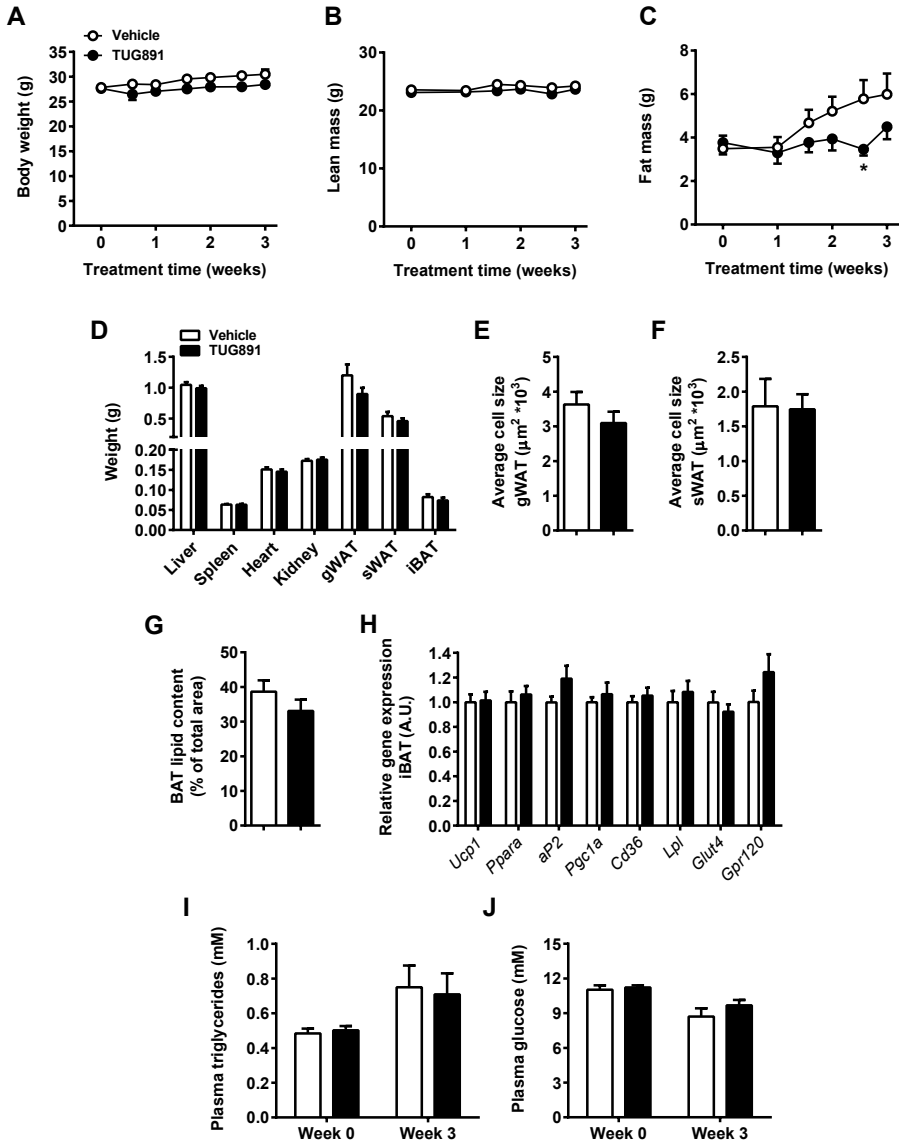 A
Vehicle
TUG891
Body weight (g)
35
30
25
20
15
10
5
0
0 1 2 3
Treatment time (weeks)
B
Lean mass (g)
30
20
10
0
0 1 2 3
Treatment time (weeks)
C
Fat mass (g)
8
6
4
2
0
*
0 1 2 3
Treatment time (weeks)
D
Vehicle
TUG891
Weight (g)
1.5
1.0
0.5
0.20
0.15
0.10
0.05
0.00
Liver Spleen Heart Kidney gWAT sWAT iBAT
E
Average cell size
gWAT (μm² *10³)
5
4
3
2
1
0
F
Average cell size
sWAT (μm² *10³)
2.5
2.0
1.5
1.0
0.5
0.0
G
BAT lipid content
(% of total area)
50
40
30
20
10
0
H
Relative gene expression
iBAT (A.U.)
1.4
1.2
1.0
0.8
0.6
0.4
0.2
0.0
Ucp1 Ppara aP2 Pgc1a Cd36 Lpl Glut4 Gpr120
I
Plasma triglycerides (mM)
1.0
0.8
0.6
0.4
0.2
0.0
Week 0 Week 3
J
Plasma glucose (mM)
15
12
9
6
3
0
Week 0 Week 3